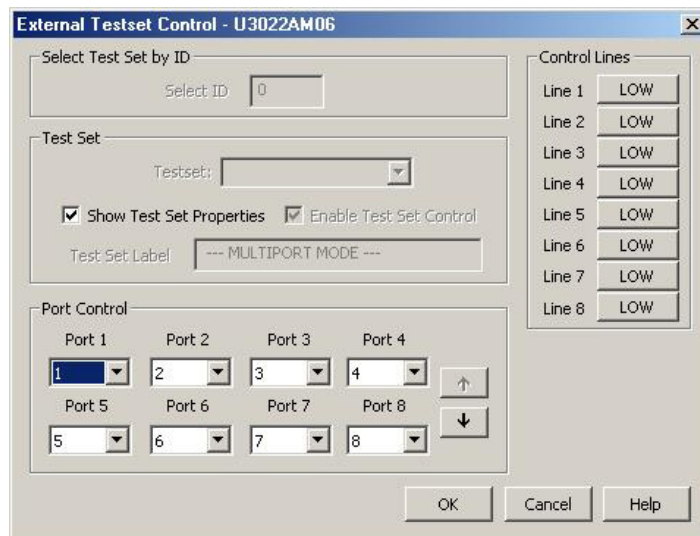 External Testset Control - U3022AM06
Select Test Set by ID
Select ID 0
Test Set
Testset:
Show Test Set Properties Enable Test Set Control
Test Set Label --- MULTIPORT MODE ---
Port Control
Port 1 Port 2 Port 3 Port 4
1 2 3 4
Port 5 Port 6 Port 7 Port 8
5 6 7 8
Control Lines
Line 1 LOW
Line 2 LOW
Line 3 LOW
Line 4 LOW
Line 5 LOW
Line 6 LOW
Line 7 LOW
Line 8 LOW
OK Cancel Help